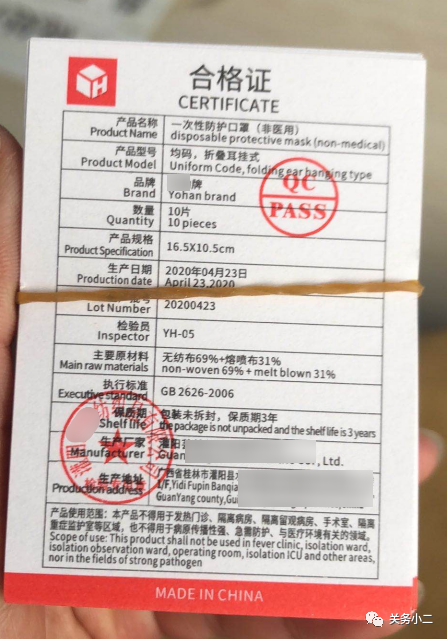 H
合格证
CERTIFICATE
产品名称 一次性防护口罩（非医用）
Product Name disposable protective mask (non-medical)
产品型号 均码，折叠耳挂式
Product Model Uniform Code, folding ear hanging type
品牌 牌
Brand Yohan brand
QC
PASS
数量 10片
Quantity 10 pieces
产品规格 16.5X10.5cm
Product Specification
生产日期 2020年04月23日
Production date April 23,2020
号
Lot Number 20200423
检验员 YH-05
Inspector
主要原材料 无纺布69%+熔喷布31%
Main raw materials non-woven 69% + melt blown 31%
执行标准 GB 2626-2006
Executive standard
保质期 包装未拆封，保质期3年
Shelf life the package is not unpacked and the shelf life is 3 years
生产厂家 灌阳
Manufacturer Guan Co., Ltd.
生产地址 广西省桂林市灌阳县
Production address 1/F,Yidi Fupin Banqia
GuanYang county,Gui
产品使用范围：本产品不得用于发热门诊、隔离病房、隔离留观病房、手术室、隔离
重症监护室等区域，也不得用于病原传播性强、急需防护、与医疗环境有关的领域。
Scope of use: This product shall not be used in fever clinic, isolation ward,
isolation observation ward, operating room, isolation ICU and other areas,
nor in the fields of strong pathogen
MADE IN CHINA
关务小二